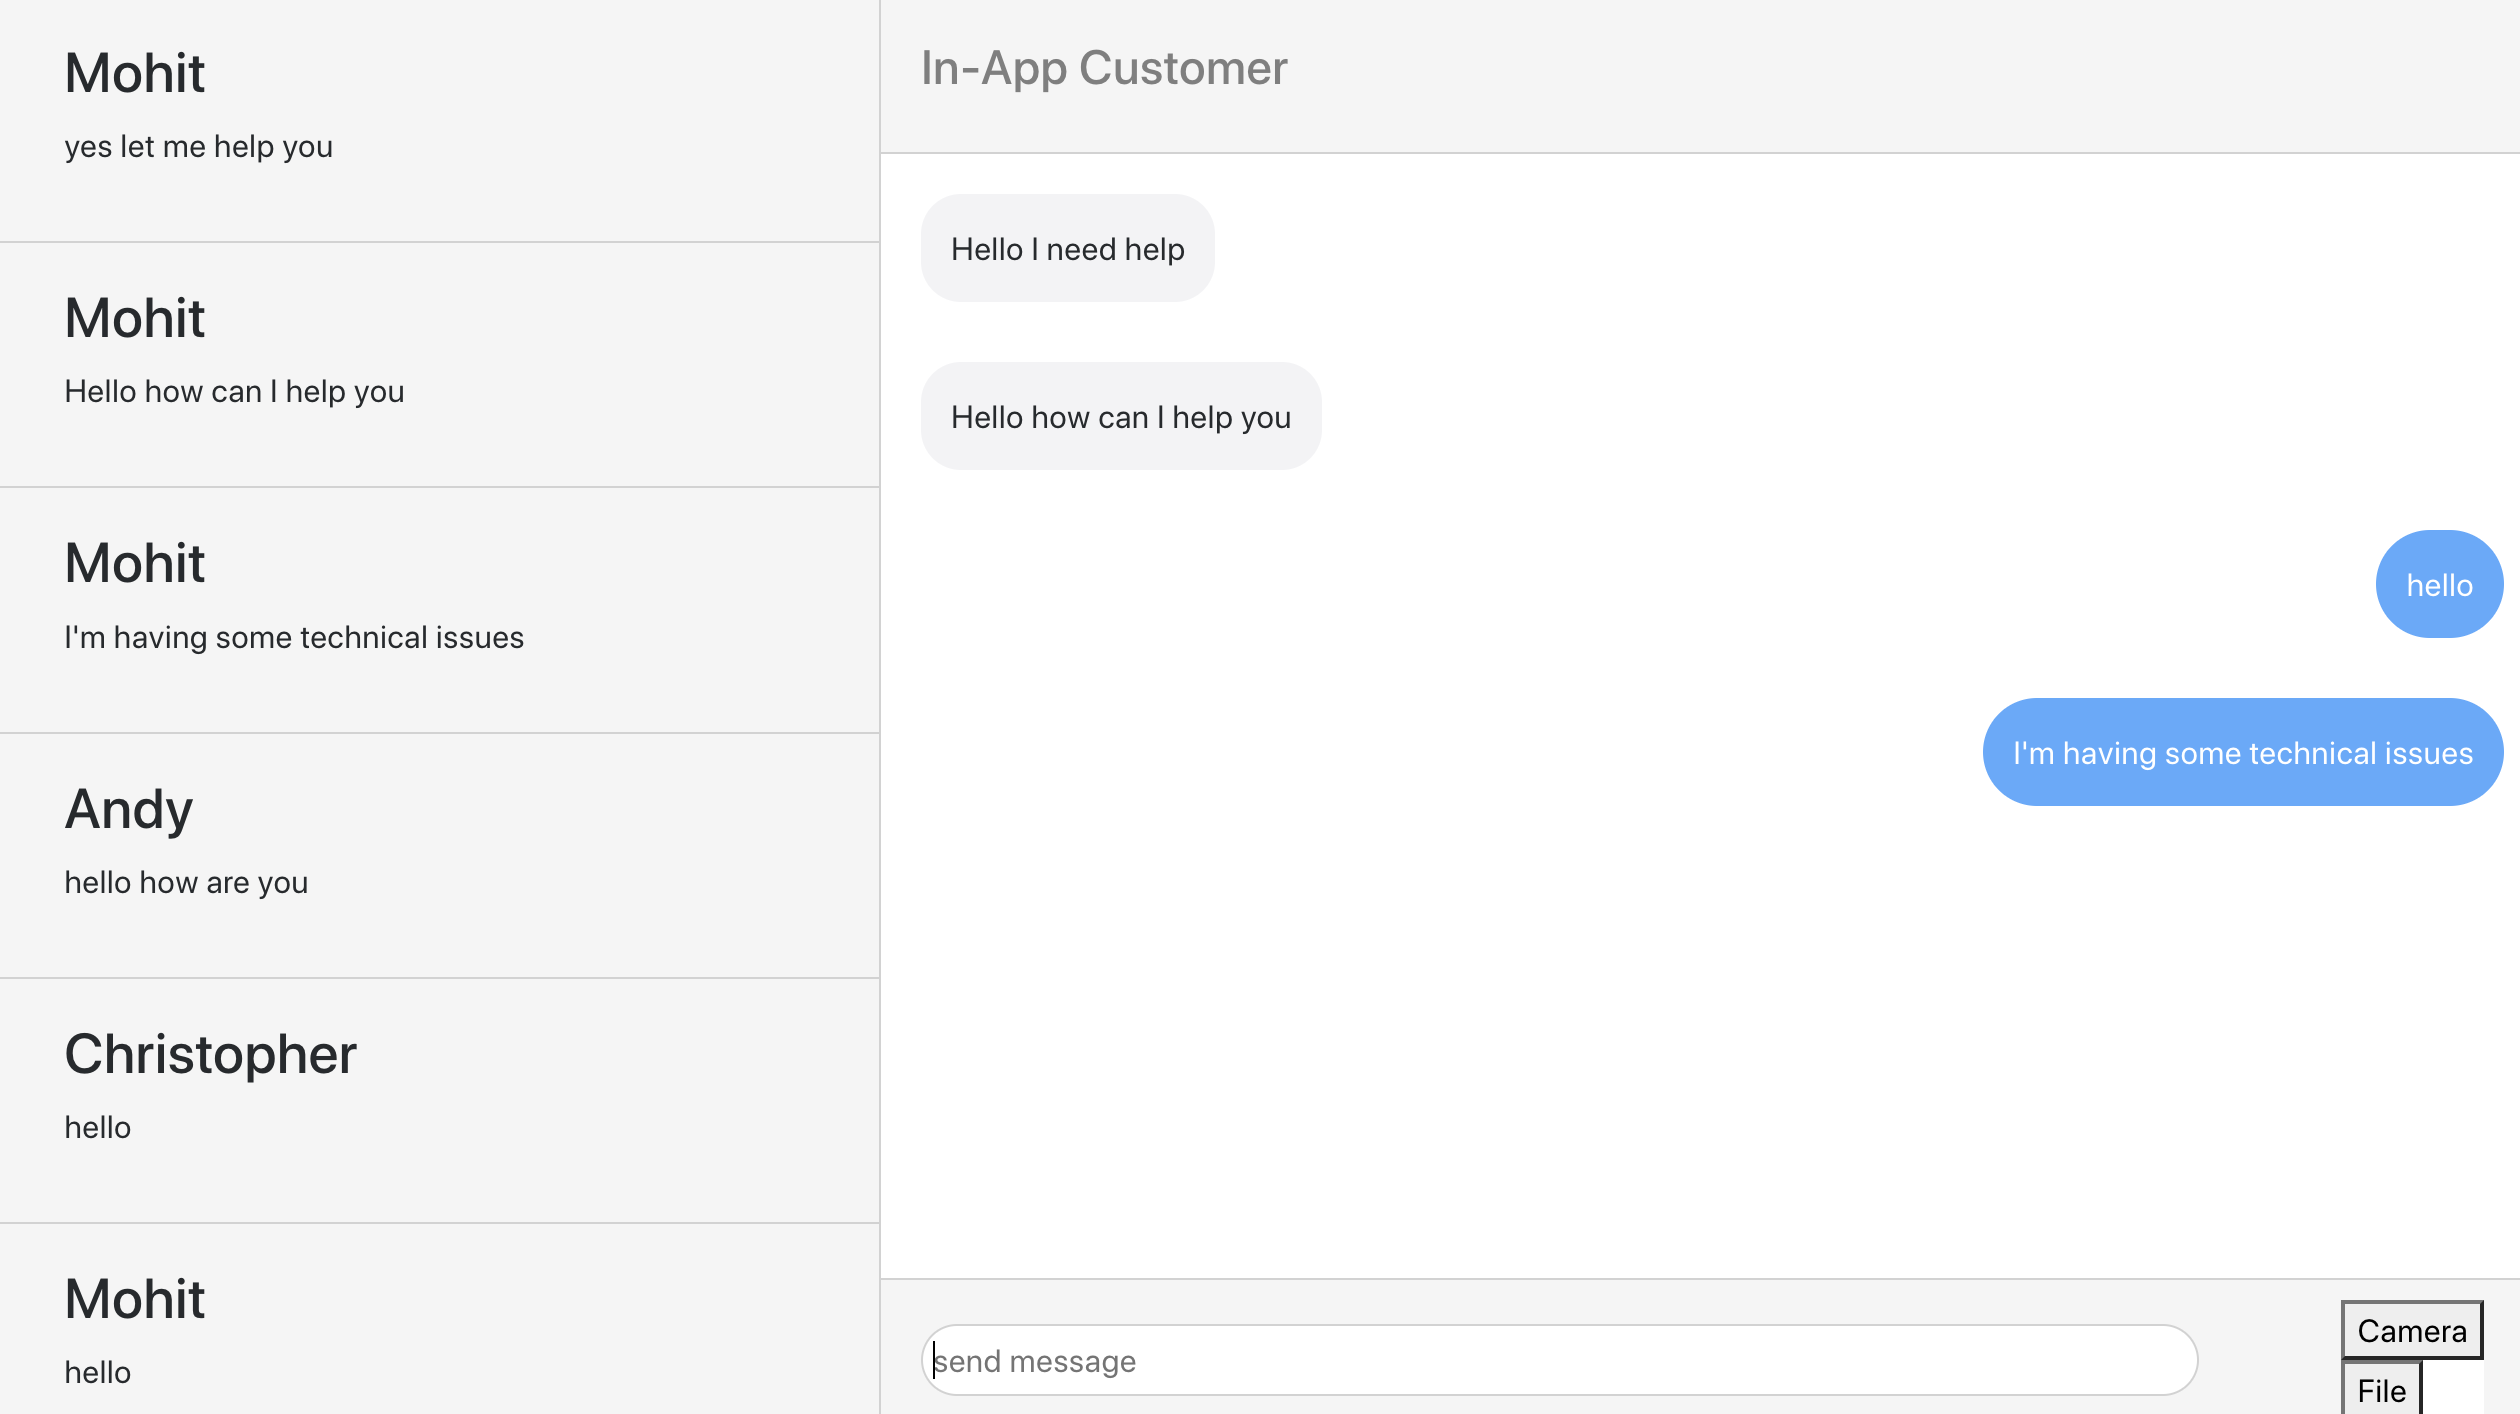 Mohit
yes let me help you
Mohit
Hello how can I help you
Mohit
I'm having some technical issues
Andy
hello how are you
Christopher
hello
Mohit
hello
In-App Customer
Hello I need help
Hello how can I help you
hello
I'm having some technical issues
send message
Camera
File